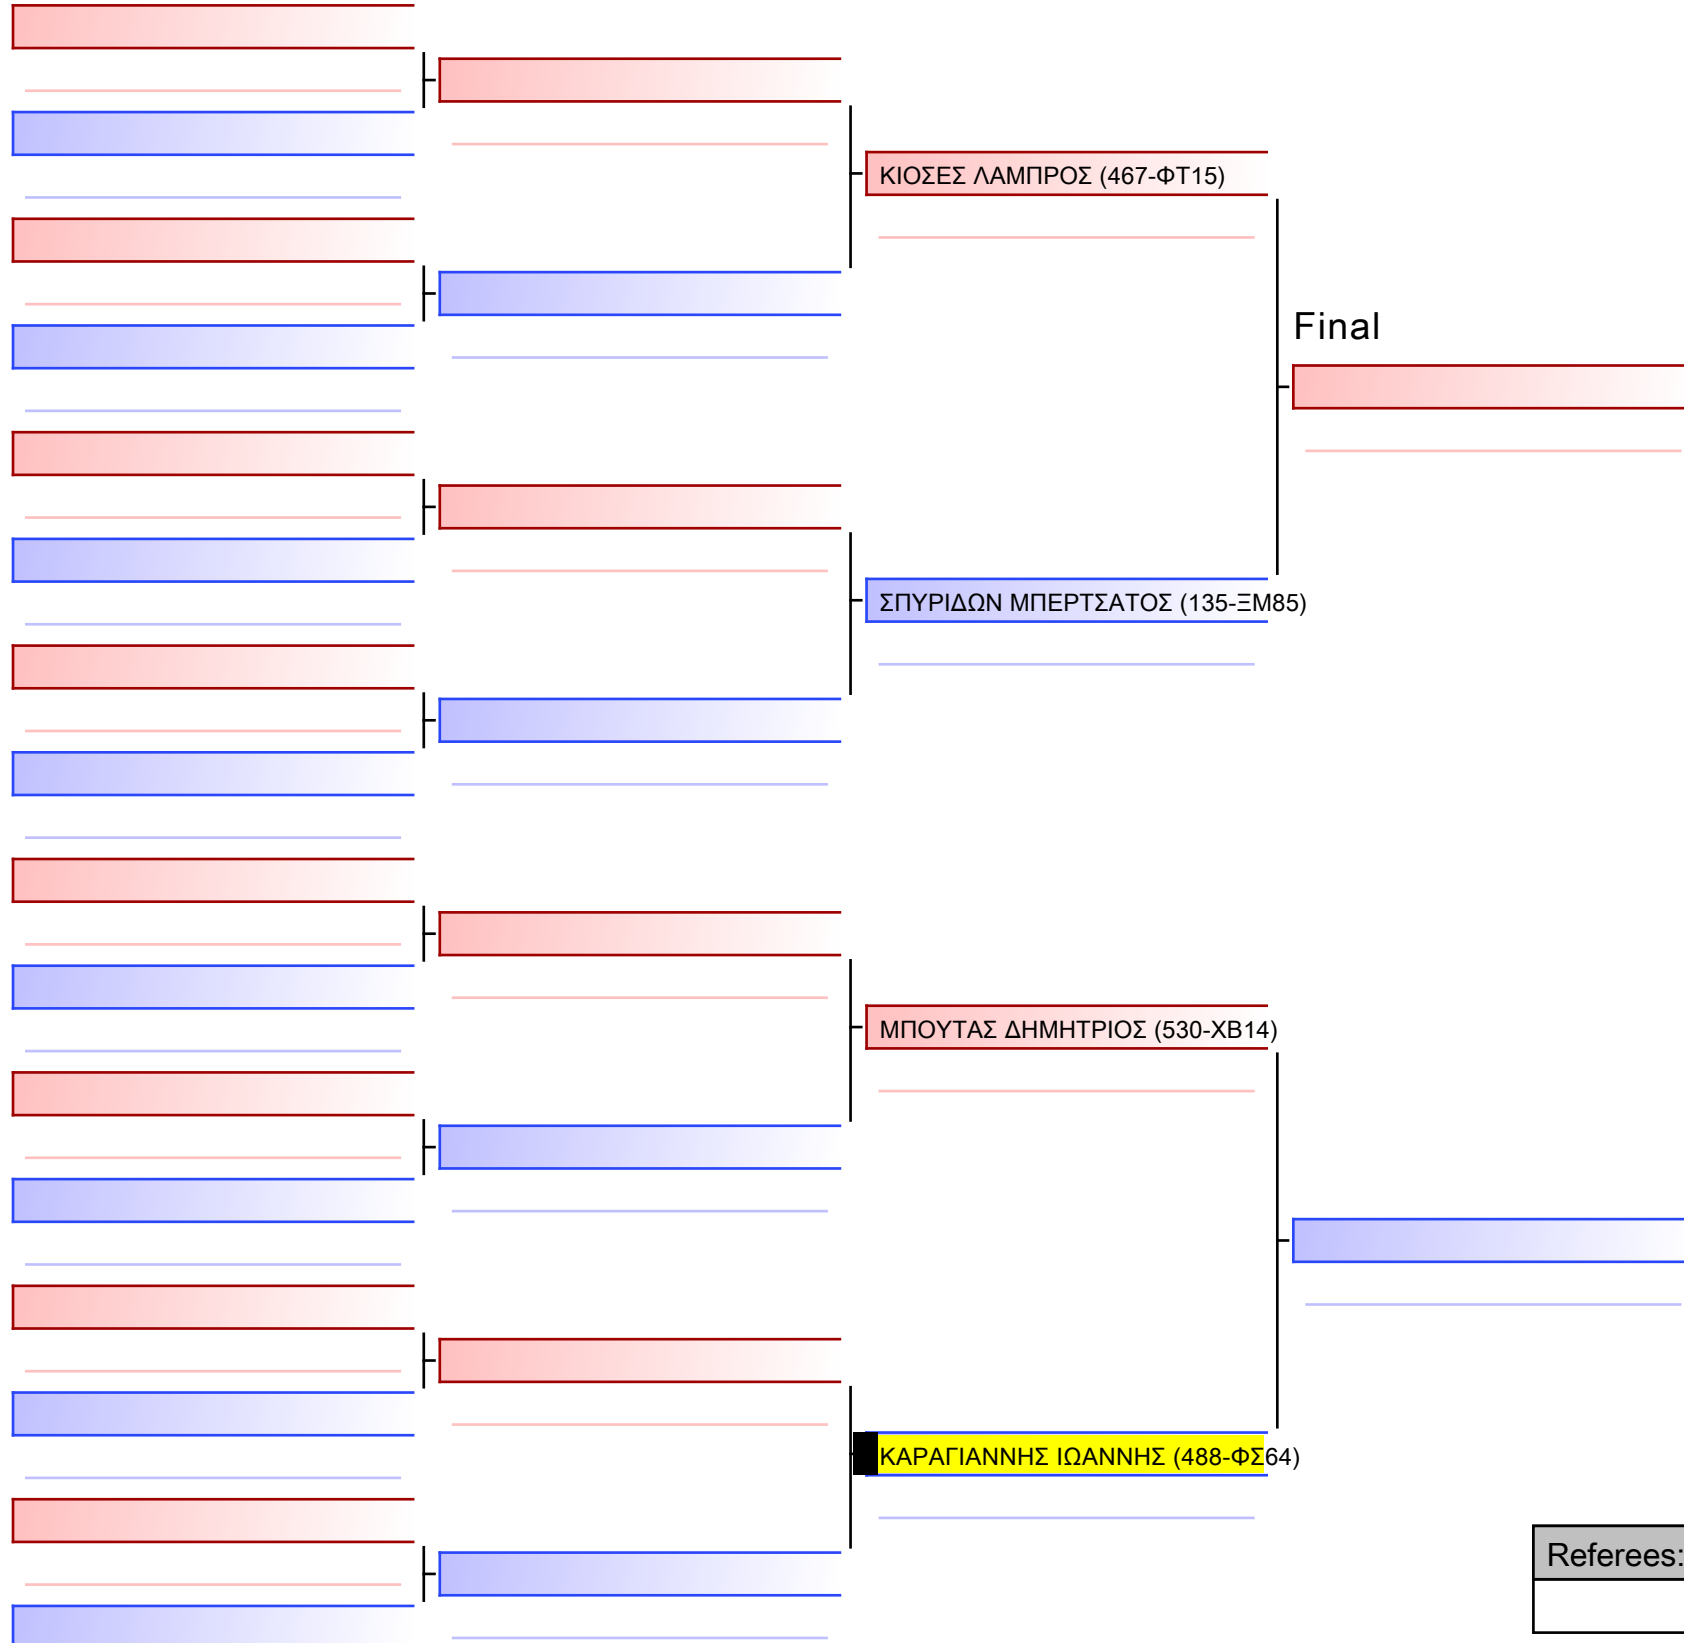 ΚΙΟΣΕΣ ΛΑΜΠΡΟΣ (467-ΦΤ15)
Final
ΣΠΥΡΙΔΩΝ ΜΠΕΡΤΣΑΤΟΣ (135-ΞΜ85)
ΜΠΟΥΤΑΣ ΔΗΜΗΤΡΙΟΣ (530-ΧΒ14)
ΚΑΡΑΓΙΑΝΝΗΣ ΙΩΑΝΝΗΣ (488-ΦΣ64)
Referees: